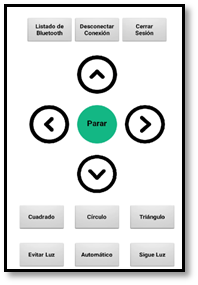 Listado de
Bluetooth
Desconectar
Conexión
Cerrar
Sesión
Parar
Cuadrado
Círculo
Triángulo
Evitar Luz
Automático
Sigue Luz